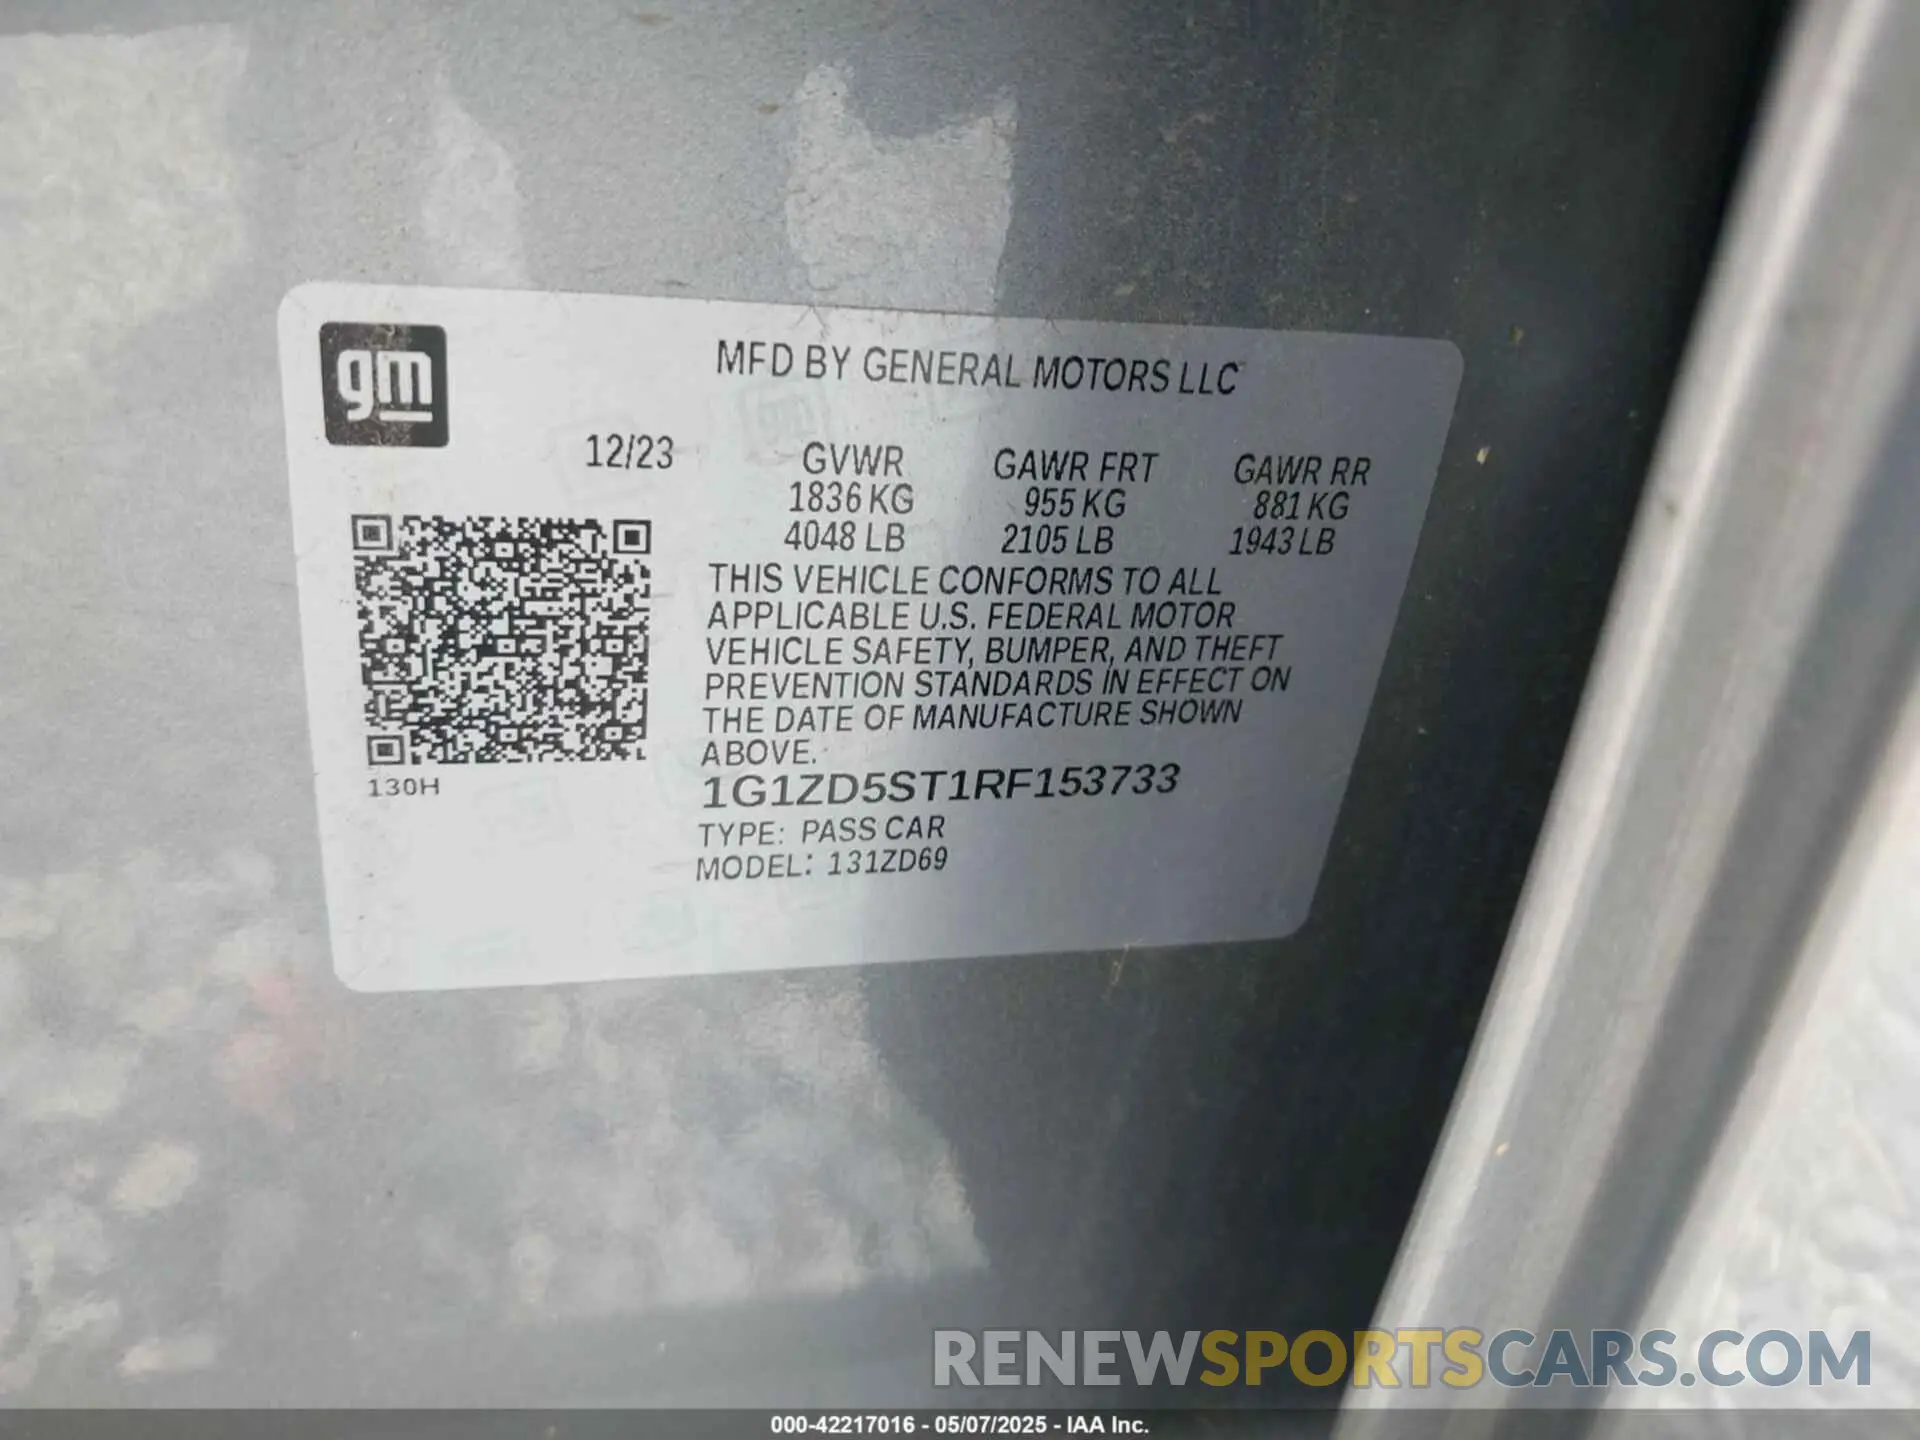 gm
MFD BY GENERAL MOTORS LLC
12/23 GVWR GAWR FRT GAWR RR
1836 KG 955 KG 881 KG
4048 LB 2105 LB 1943 LB
THIS VEHICLE CONFORMS TO ALL
APPLICABLE U.S. FEDERAL MOTOR
VEHICLE SAFETY, BUMPER, AND THEFT
PREVENTION STANDARDS IN EFFECT ON
THE DATE OF MANUFACTURE SHOWN
ABOVE.
130H
1G1ZD5ST1RF153733
TYPE: PASS CAR
MODEL: 131ZD69
RENEWSPORTSCARS.COM
000-42217016 - 05/07/2025 - IAA Inc.